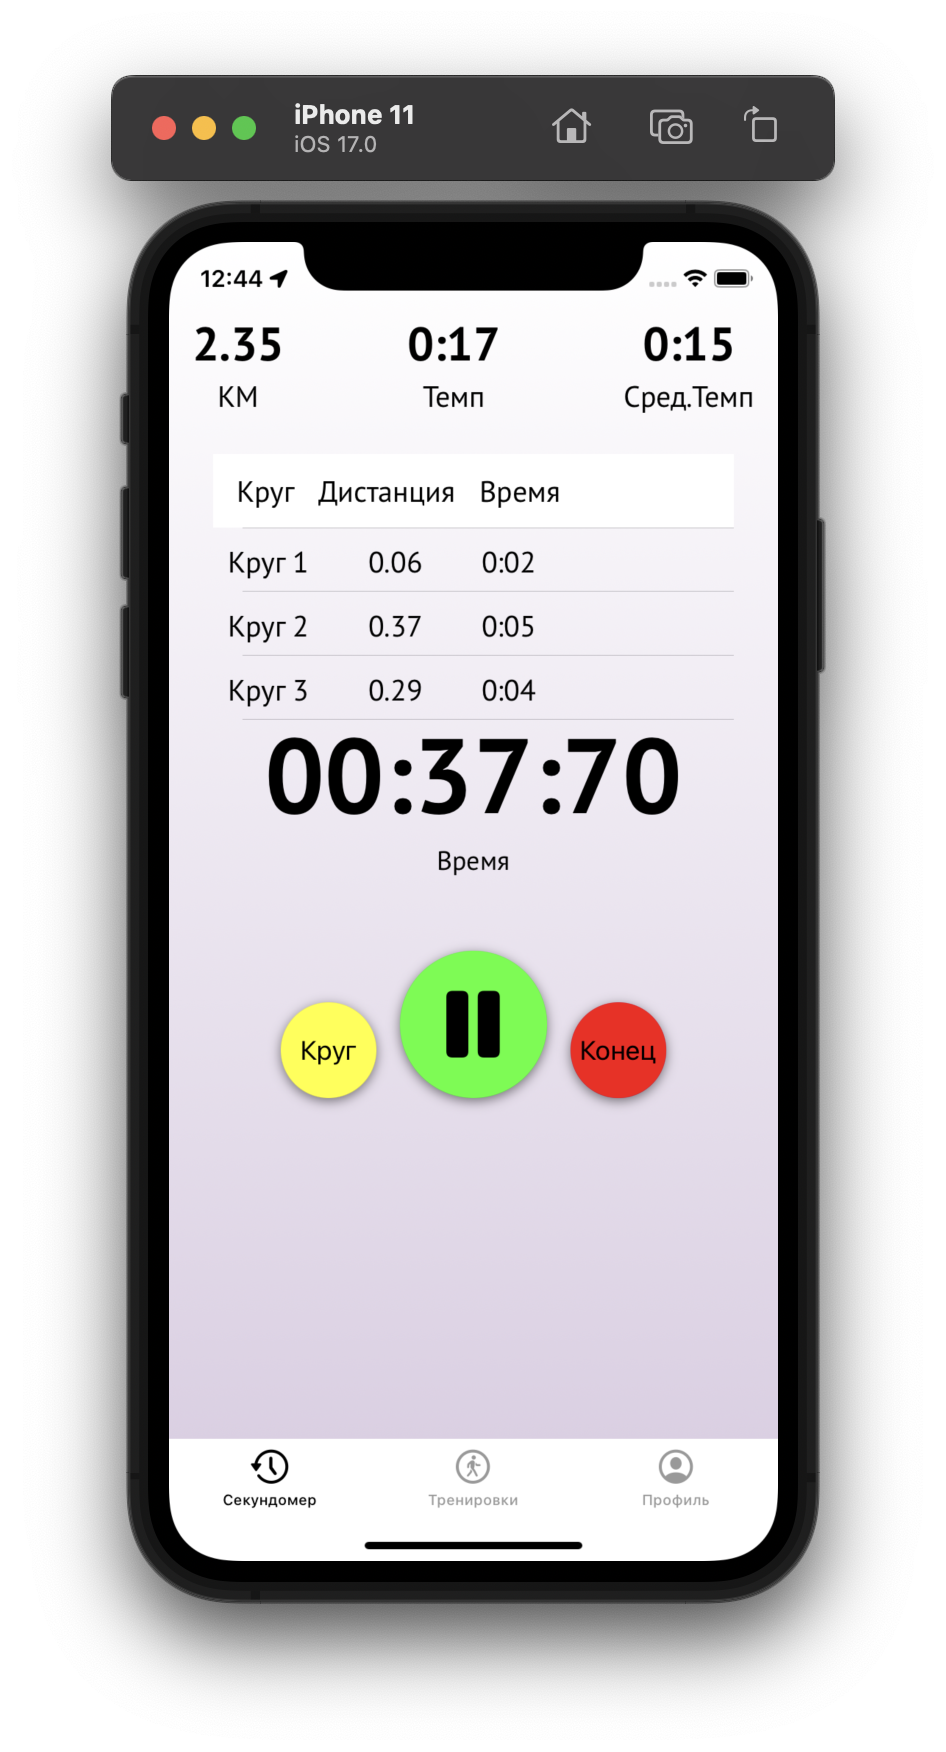 iPhone 11
iOS 17.0
12:44
2.35 0:17 0:15
КМ Темп Сред.Темп
Круг Дистанция Время
Круг 1 0.06 0:02
Круг 2 0.37 0:05
Круг 3 0.29 0:04
00:37:70
Время
Круг Конец
Секундомер Тренировки Профиль